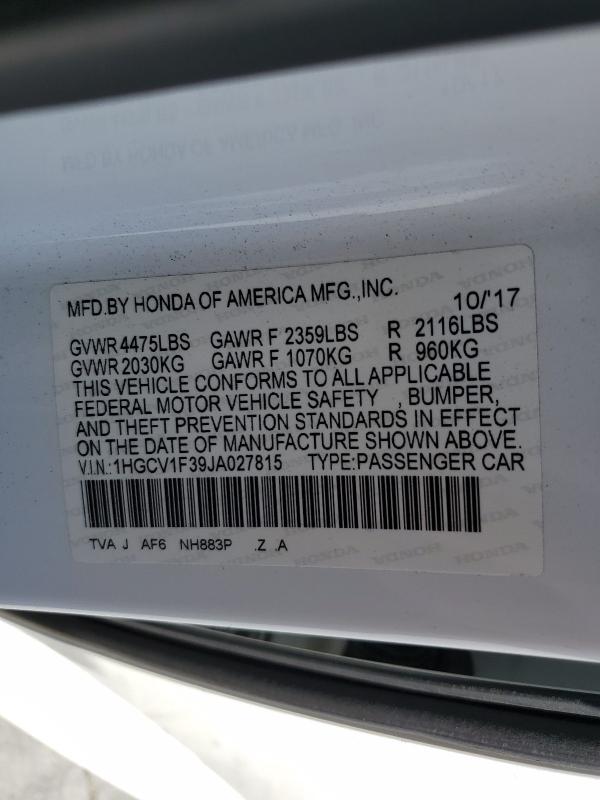 MFD.BY HONDA OF AMERICA MFG.,INC. 10/'17
GVWR 4475LBS GAWR F 2359LBS R 2116LBS
GVWR 2030KG GAWR F 1070KG R 960KG
THIS VEHICLE CONFORMS TO ALL APPLICABLE
FEDERAL MOTOR VEHICLE SAFETY , BUMPER,
AND THEFT PREVENTION STANDARDS IN EFFECT
ON THE DATE OF MANUFACTURE SHOWN ABOVE.
V.I.N.:1HGCV1F39JA027815 TYPE:PASSENGER CAR
TVA J AF6 NH883P .Z .A